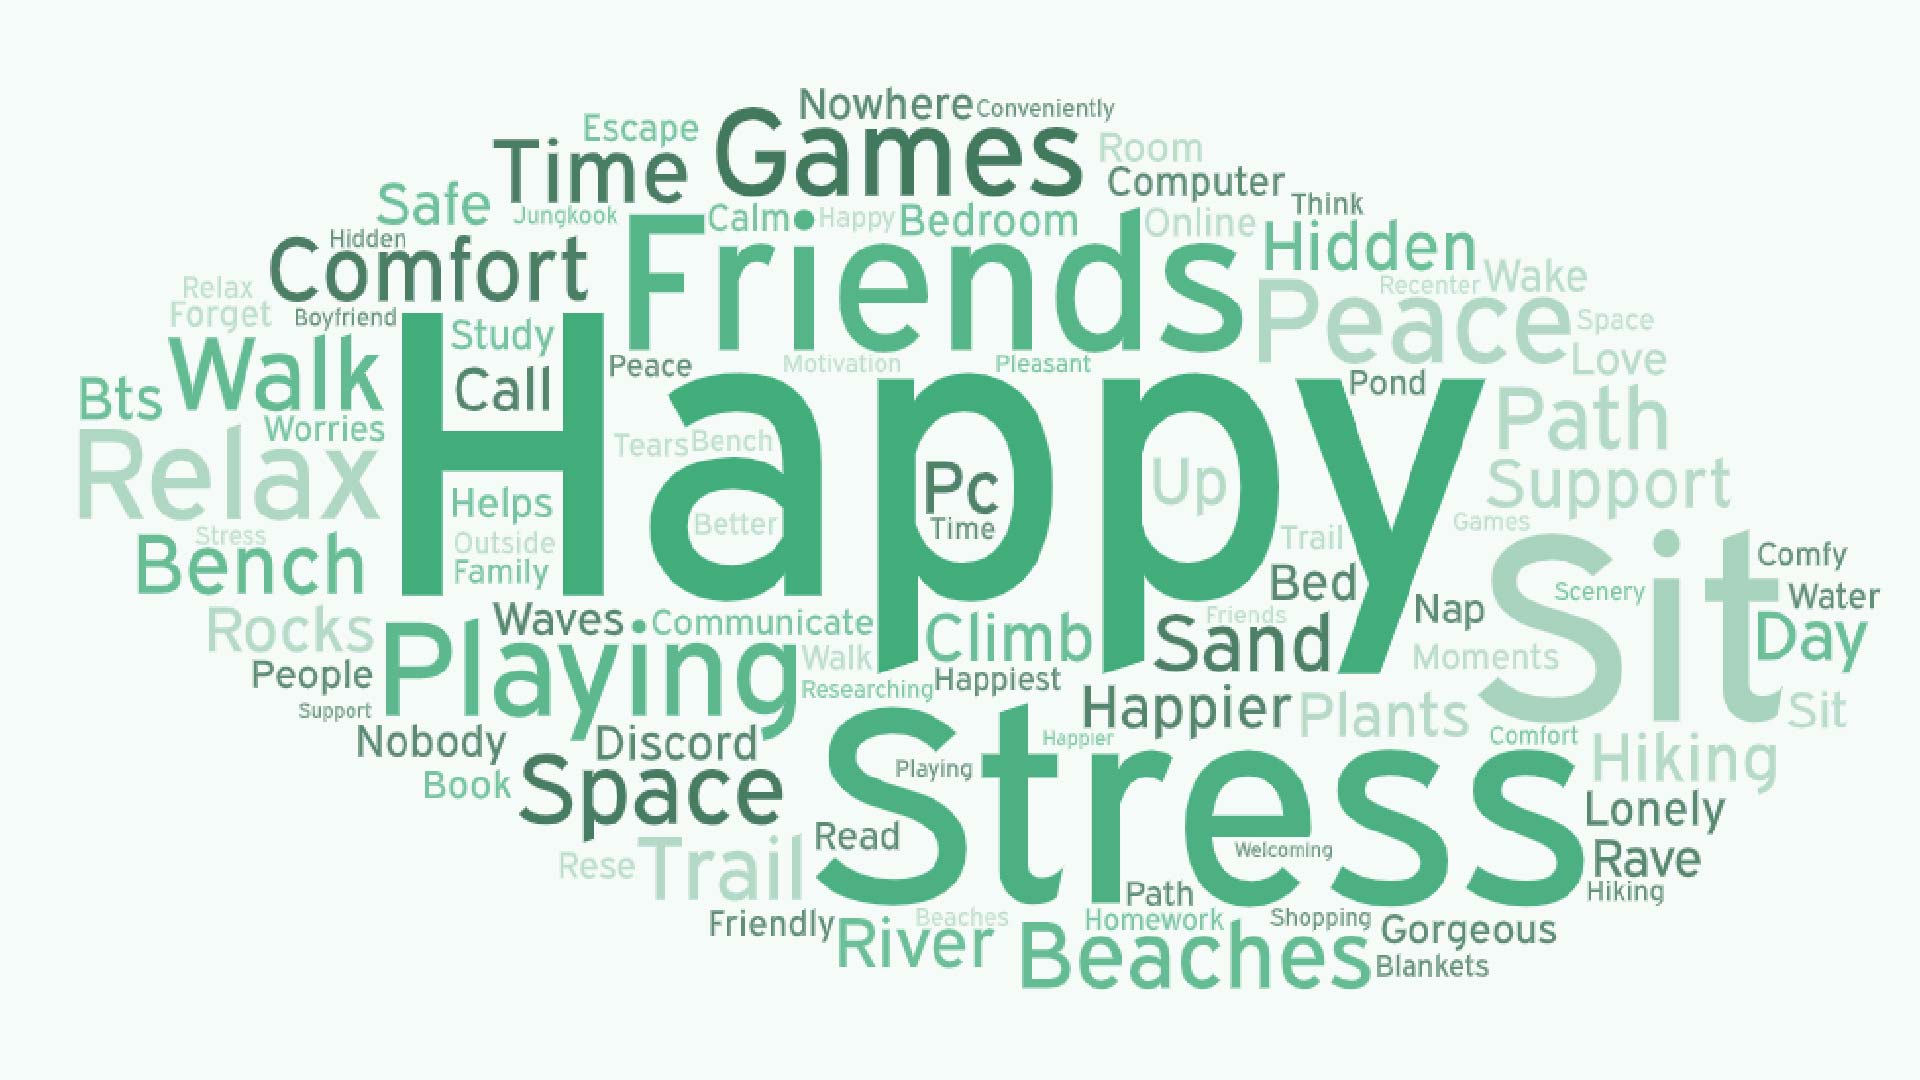 Nowhere
Conveniently
Escape
Games
Room
Time
Computer
Safe
Jungkook
Calm
Happy
Bedroom
Online
Think
Hidden
Comfort
Friends
Hidden
Relax
Forget
Boyfriend
Recenter
Wake
Peace
Space
Love
Study
Walk
Call
Peace
Motivation
Pleasant
Pond
Bts
Worries
Happy
Path
Relax
Tears
Bench
Pc
Up
Support
Helps
Better
Time
Games
Stress
Bench
Outside
Family
Trail
Sit
Comfy
Bed
Scenery
Water
Rocks
Waves
Communicate
Climb
Friends
Sand
Nap
Day
Playing
Walk
Moments
People
Researching
Happiest
Support
Happier
Plants
Sit
Nobody
Discord
Happier
Comfort
Hiking
Book
Space
Playing
Stress
Lonely
Read
Welcoming
Rave
Rese
Trail
Path
Hiking
Friendly
River
Beaches
Homework
Shopping
Gorgeous
Beaches
Blankets